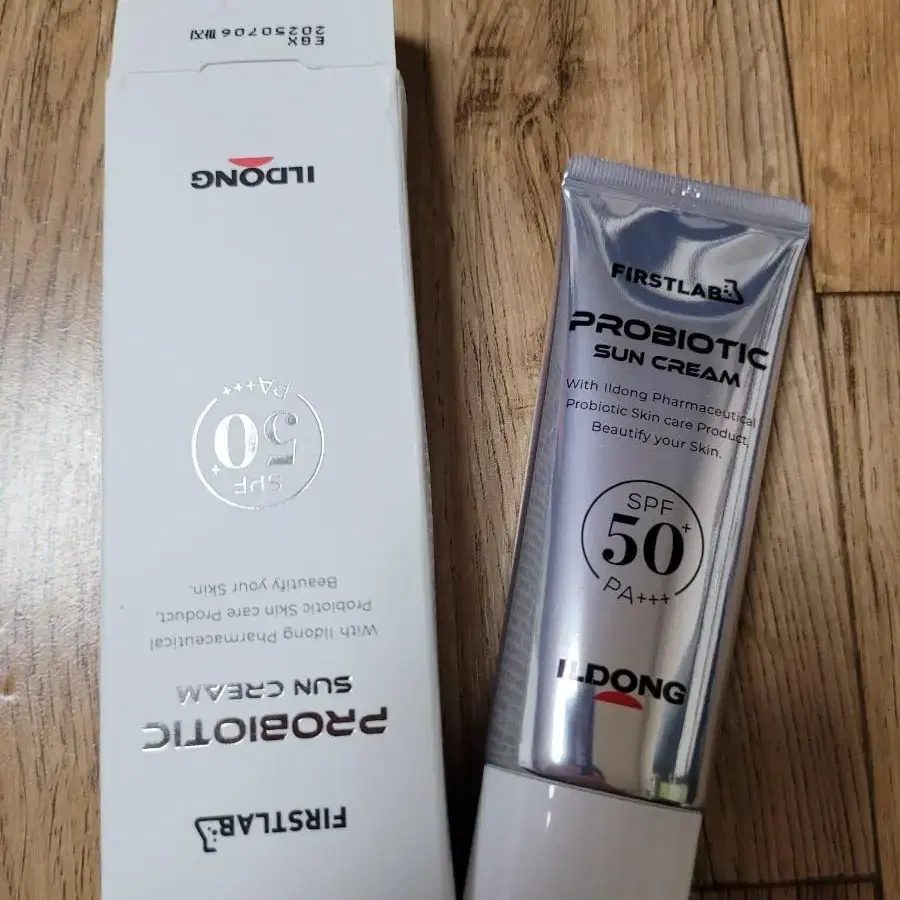 EGX
20250706 까지
ILDONG
SPF
50+
PA+++
With Ildong Pharmaceutical
Probiotic Skin care Product,
Beautify your Skin.
SUN CREAM
PROBIOTIC
FIRSTLAB
FIRSTLAB
PROBIOTIC
SUN CREAM
With Ildong Pharmaceutical
Probiotic Skin care Product,
Beautify your Skin.
SPF
50+
PA+++
ILDONG